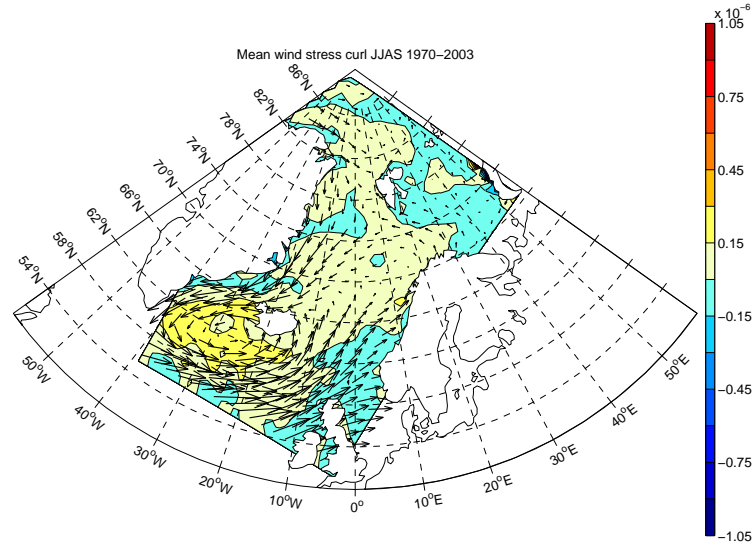 x 10⁻⁶
Mean wind stress curl JJAS 1970−2003
1.05
0.75
0.45
0.15
−0.15
−0.45
−0.75
−1.05
86°N
82°N
78°N
74°N
70°N
66°N
62°N
58°N
54°N
50°W
40°W
30°W
20°W
10°W
0°
10°E
20°E
30°E
40°E
50°E